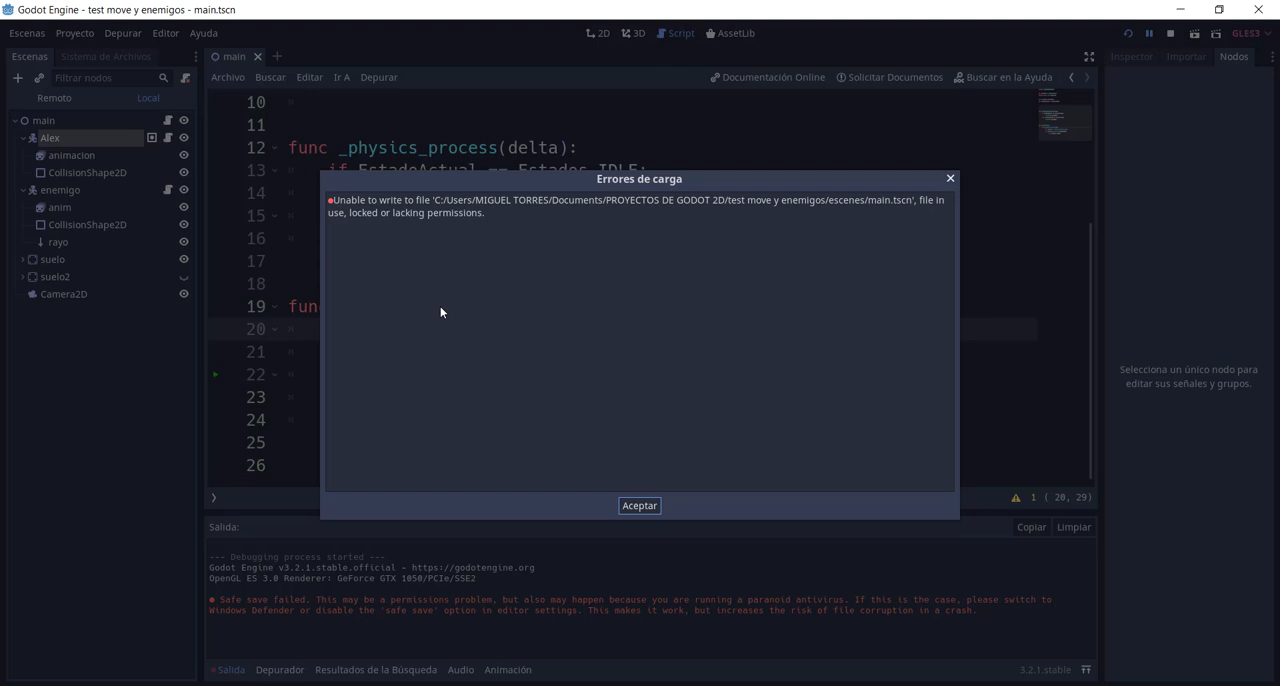 Godot Engine - test move y enemigos - main.tscn
Escenas Proyecto Depurar Editor Ayuda
2D 3D Script AssetLib
GLES3
Escenas Sistema de Archivos
main
Inspector Importar Nodos
Filtrar nodos
Archivo Buscar Editar Ir A Depurar
Documentación Online Solicitar Documentos Buscar en la Ayuda
Remoto Local
main
Alex
animacion
CollisionShape2D
enemigo
anim
CollisionShape2D
rayo
suelo
suelo2
Camera2D
10
11
12 func _physics_process(delta):
13 if EstadoActual == Estados.IDLE:
14
15
16
17
18
19
20
21
22
23
24
25
26
Errores de carga
Unable to write to file 'C:/Users/MIGUEL TORRES/Documents/PROYECTOS DE GODOT 2D/test move y enemigos/escenes/main.tscn', file in
use, locked or lacking permissions.
Aceptar
Selecciona un único nodo para
editar sus señales y grupos.
1 ( 20, 29)
Salida:
Copiar Limpiar
--- Debugging process started ---
Godot Engine v3.2.1.stable.official - https://godotengine.org
OpenGL ES 3.0 Renderer: GeForce GTX 1050/PCIe/SSE2
Safe save failed. This may be a permissions problem, but also may happen because you are running a paranoid antivirus. If this is the case, please switch to
Windows Defender or disable the 'safe save' option in editor settings. This makes it work, but increases the risk of file corruption in a crash.
Salida Depurador Resultados de la Búsqueda Audio Animación
3.2.1.stable